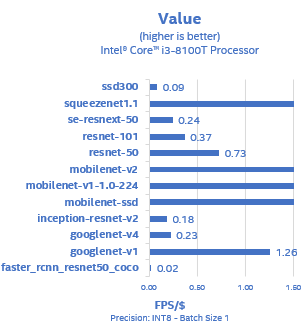 Value
(higher is better)
Intel® Core™ i3-8100T Processor
ssd300 0.09
squeezenet1.1
se-resnext-50 0.24
resnet-101 0.37
resnet-50 0.73
mobilenet-v2
mobilenet-v1-1.0-224
mobilenet-ssd
inception-resnet-v2 0.18
googlenet-v4 0.23
googlenet-v1 1.26
faster_rcnn_resnet50_coco 0.02
0.00 0.50 1.00 1.50
FPS/$
Precision: INT8 - Batch Size 1